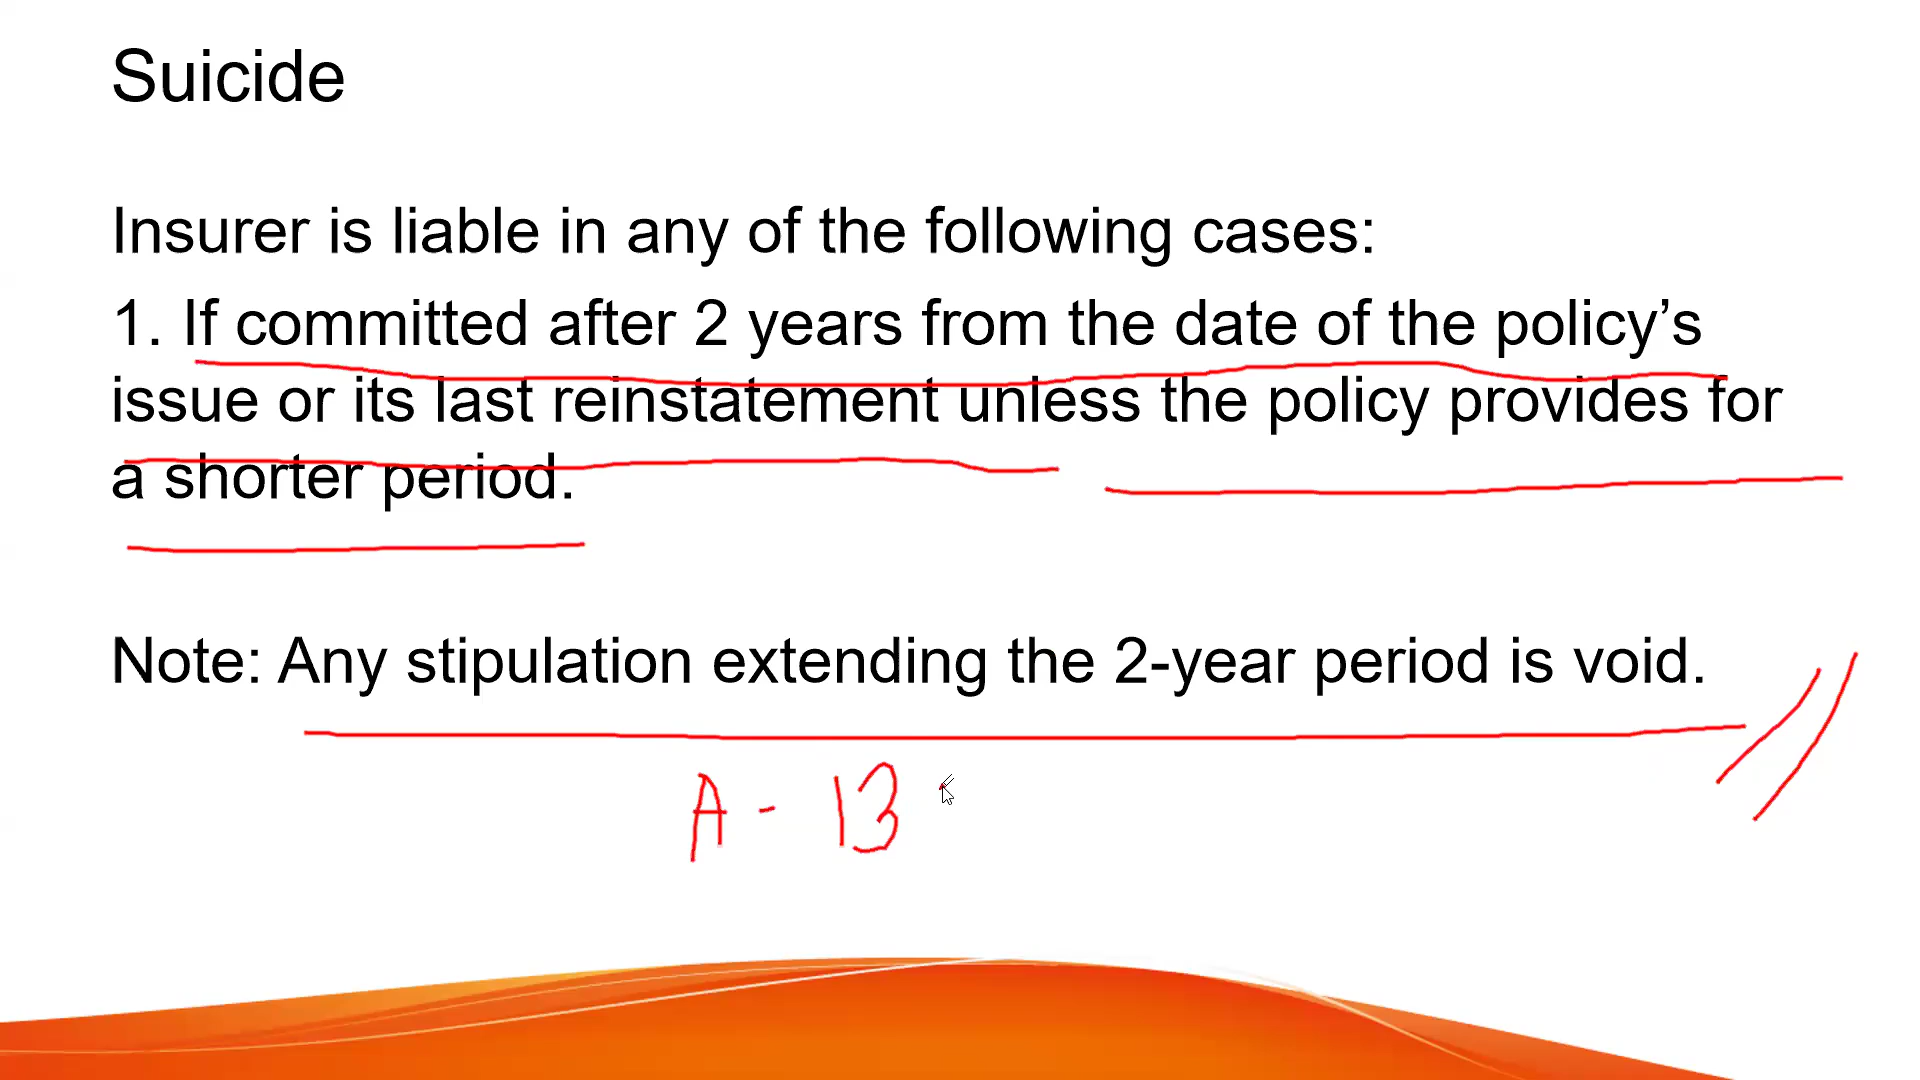 Suicide
Insurer is liable in any of the following cases:
1. If committed after 2 years from the date of the policy’s
issue or its last reinstatement unless the policy provides for
a shorter period.
Note: Any stipulation extending the 2-year period is void.
A - 13